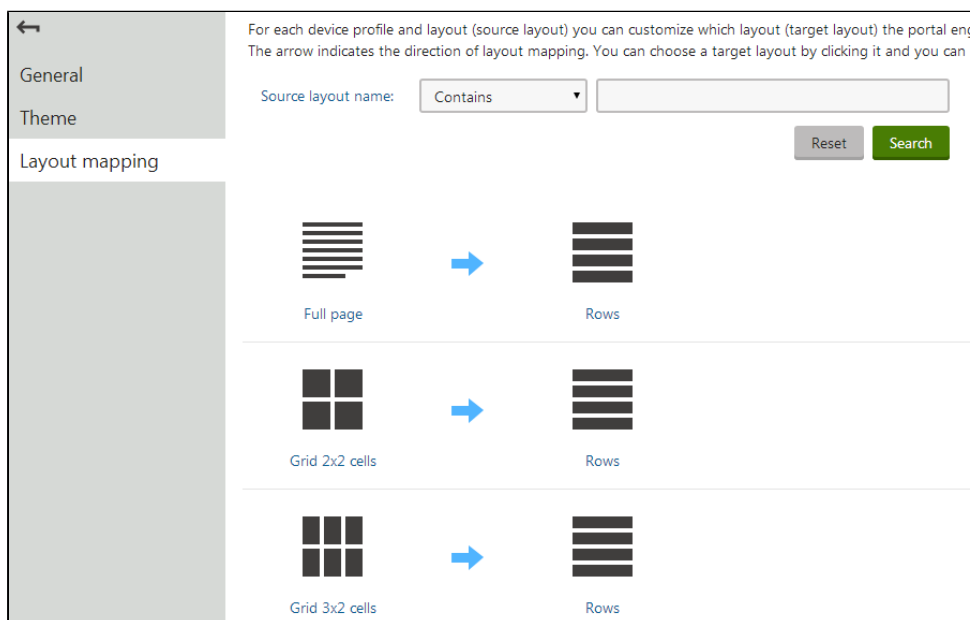 General
Theme
Layout mapping
For each device profile and layout (source layout) you can customize which layout (target layout) the portal
The arrow indicates the direction of layout mapping. You can choose a target layout by clicking it and you can
Source layout name: Contains
Reset Search
Full page Rows
Grid 2x2 cells Rows
Grid 3x2 cells Rows